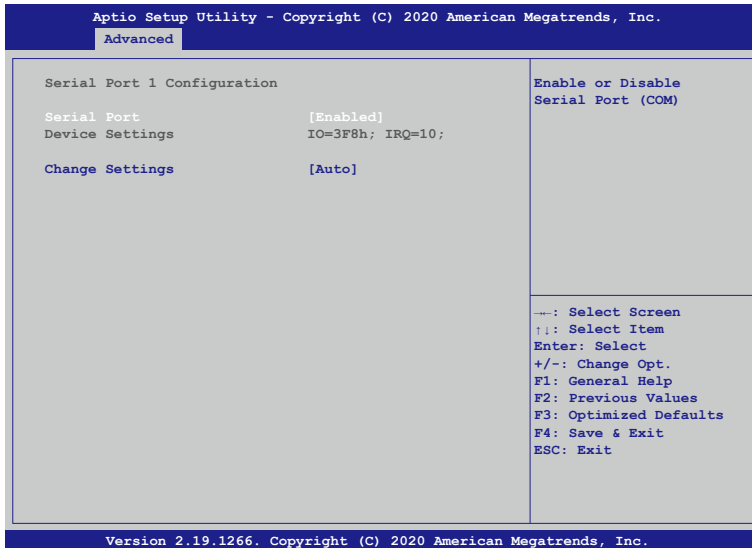 Aptio Setup Utility - Copyright (C) 2020 American Megatrends, Inc.
Advanced
Serial Port 1 Configuration
Serial Port [Enabled]
Device Settings IO=3F8h; IRQ=10;
Change Settings [Auto]
Enable or Disable
Serial Port (COM)
→←: Select Screen
↑↓: Select Item
Enter: Select
+/-: Change Opt.
F1: General Help
F2: Previous Values
F3: Optimized Defaults
F4: Save & Exit
ESC: Exit
Version 2.19.1266. Copyright (C) 2020 American Megatrends, Inc.